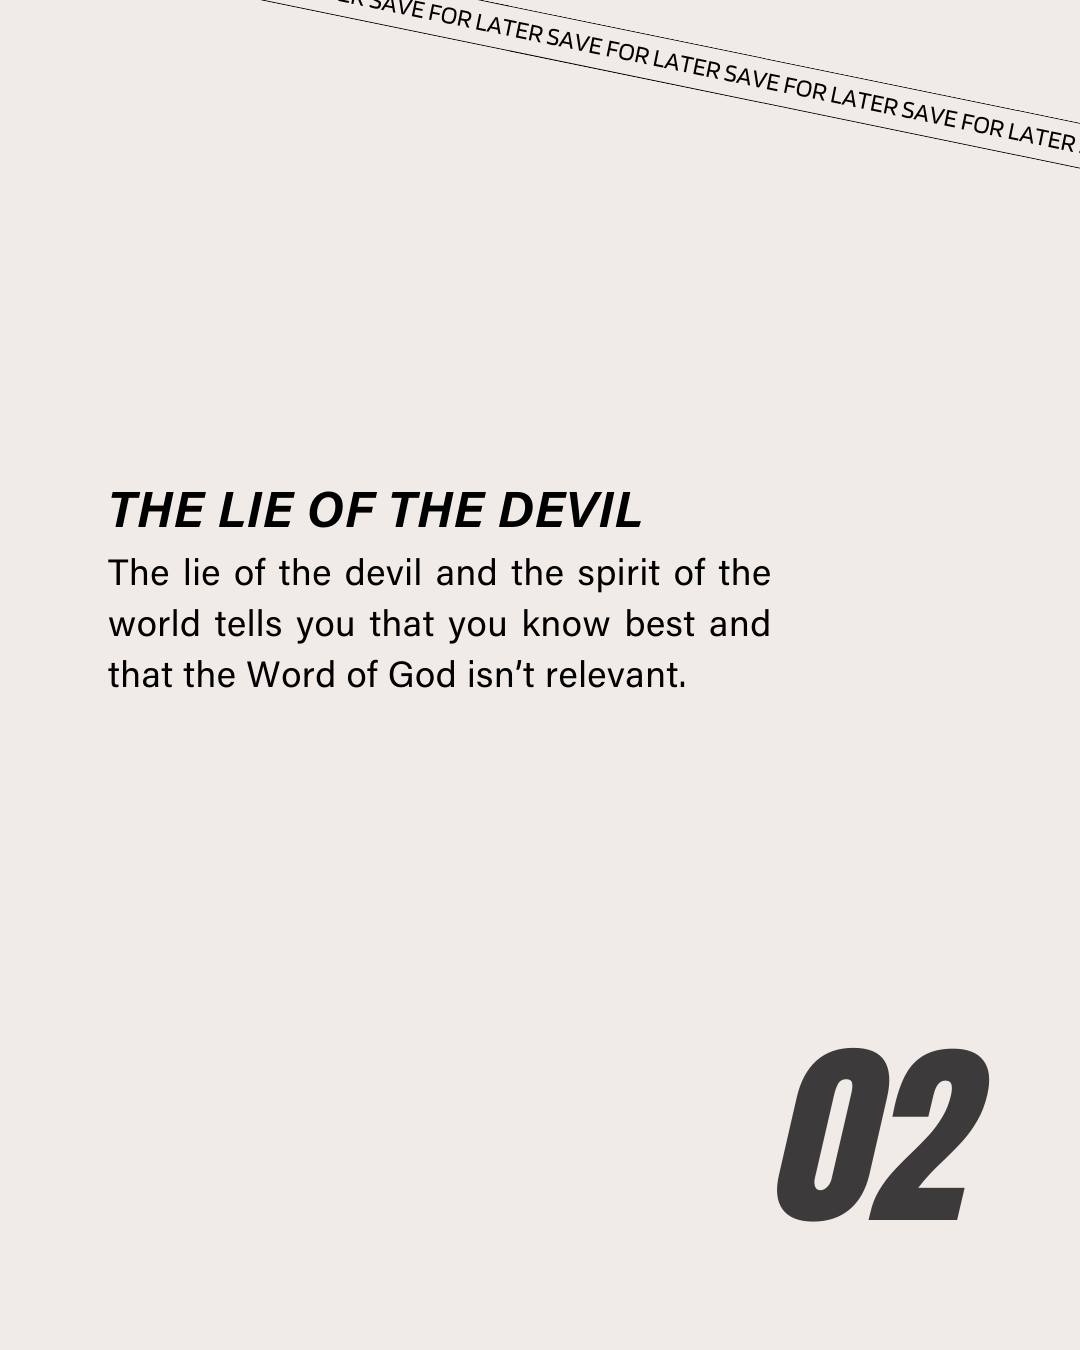 ER SAVE FOR LATER SAVE FOR LATER SAVE FOR LATER SAVE FOR LATER
THE LIE OF THE DEVIL
The lie of the devil and the spirit of the
world tells you that you know best and
that the Word of God isn’t relevant.
02